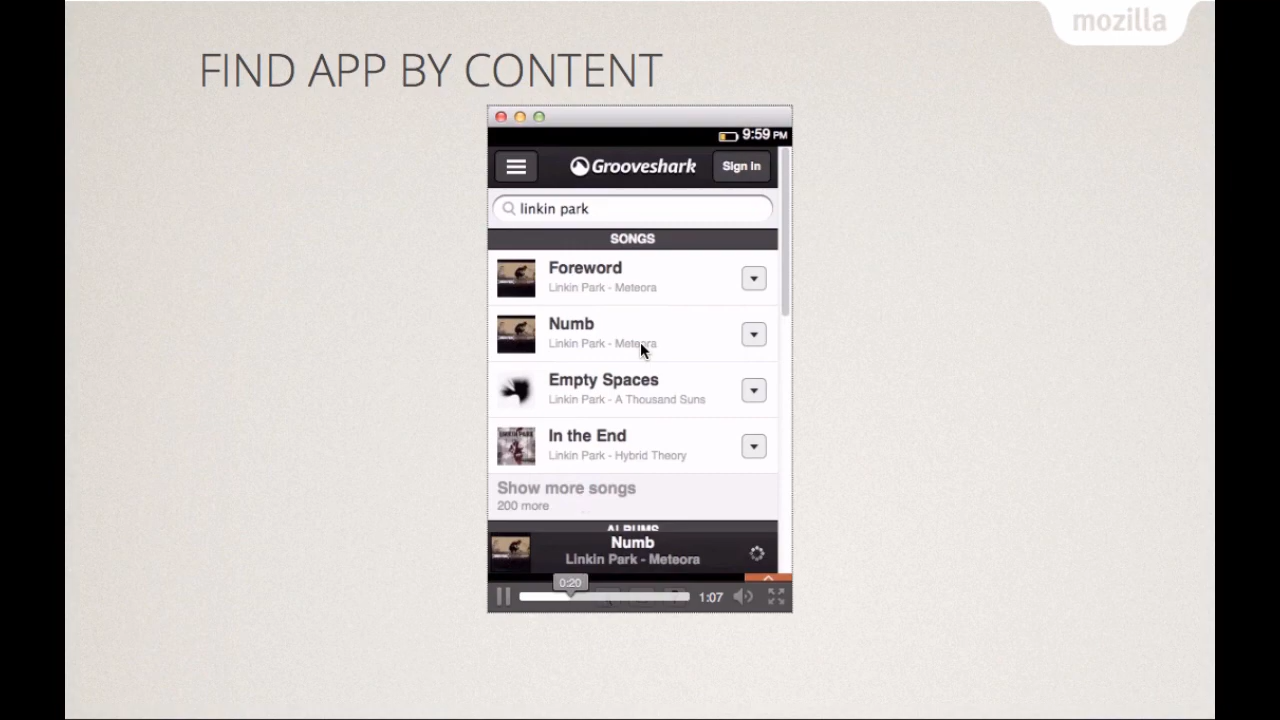 mozilla
FIND APP BY CONTENT
9:59 PM
Grooveshark
Sign in
linkin park
SONGS
Foreword
Linkin Park - Meteora
Numb
Linkin Park - Meteora
Empty Spaces
Linkin Park - A Thousand Suns
In the End
Linkin Park - Hybrid Theory
Show more songs
200 more
ALBUMS
Numb
Linkin Park - Meteora
0:20
1:07